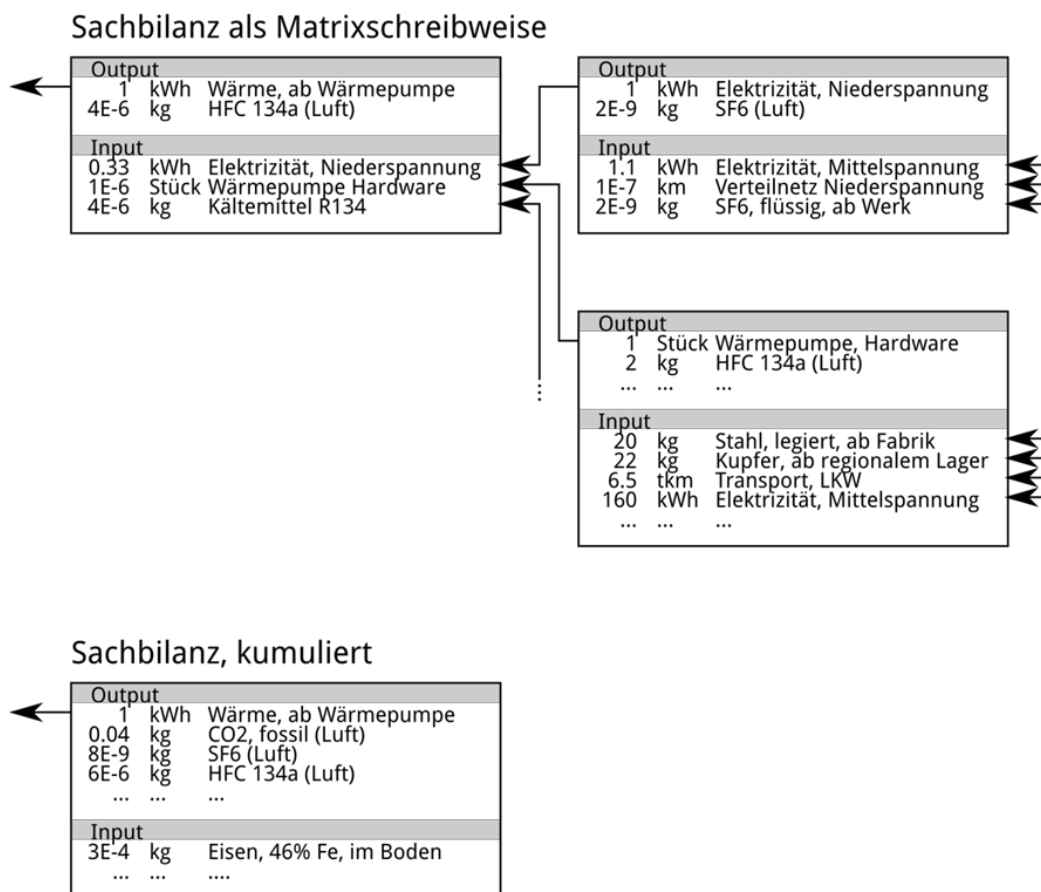 Sachbilanz als Matrixschreibweise
Output
1 kWh Wärme, ab Wärmepumpe
4E-6 kg HFC 134a (Luft)
Input
0.33 kWh Elektrizität, Niederspannung
1E-6 Stück Wärmepumpe Hardware
4E-6 kg Kältemittel R134
Output
1 kWh Elektrizität, Niederspannung
2E-9 kg SF6 (Luft)
Input
1.1 kWh Elektrizität, Mittelspannung
1E-7 km Verteilnetz Niederspannung
2E-9 kg SF6, flüssig, ab Werk
Output
1 Stück Wärmepumpe, Hardware
2 kg HFC 134a (Luft)
... ... ...
Input
20 kg Stahl, legiert, ab Fabrik
22 kg Kupfer, ab regionalem Lager
6.5 tkm Transport, LKW
160 kWh Elektrizität, Mittelspannung
... ... ...
Sachbilanz, kumuliert
Output
1 kWh Wärme, ab Wärmepumpe
0.04 kg CO2, fossil (Luft)
8E-9 kg SF6 (Luft)
6E-6 kg HFC 134a (Luft)
... ... ...
Input
3E-4 kg Eisen, 46% Fe, im Boden
... ... ....